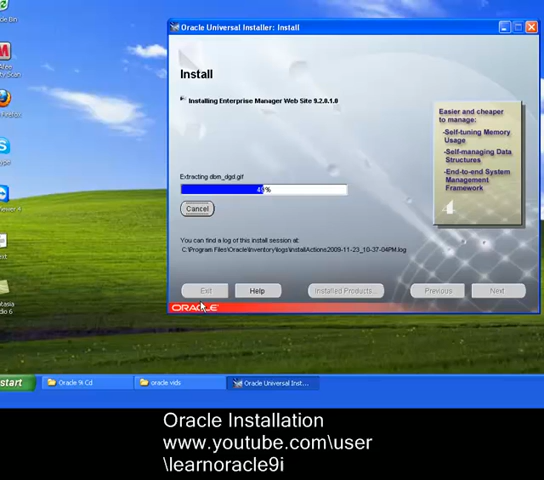 cle Bin
Oracle Universal Installer: Install
Install
Installing Enterprise Manager Web Site 9.2.0.1.0
Easier and cheaper
to manage:
-Self-tuning Memory
Usage
-Self-managing Data
Structures
-End-to-end System
Management
Framework
Extracting dbm_dgd.gif
Cancel
You can find a log of this install session at:
C:\Program Files\Oracle\Inventory\logs\installActions2009-11-23_10-37-04PM.log
Exit
Help
Installed Products...
Previous
Next
ORACLE
Firefox
start
Oracle 9i Cd
oracle vids
Oracle Universal Inst...
Oracle Installation
www.youtube.com\user
\learnoracle9i